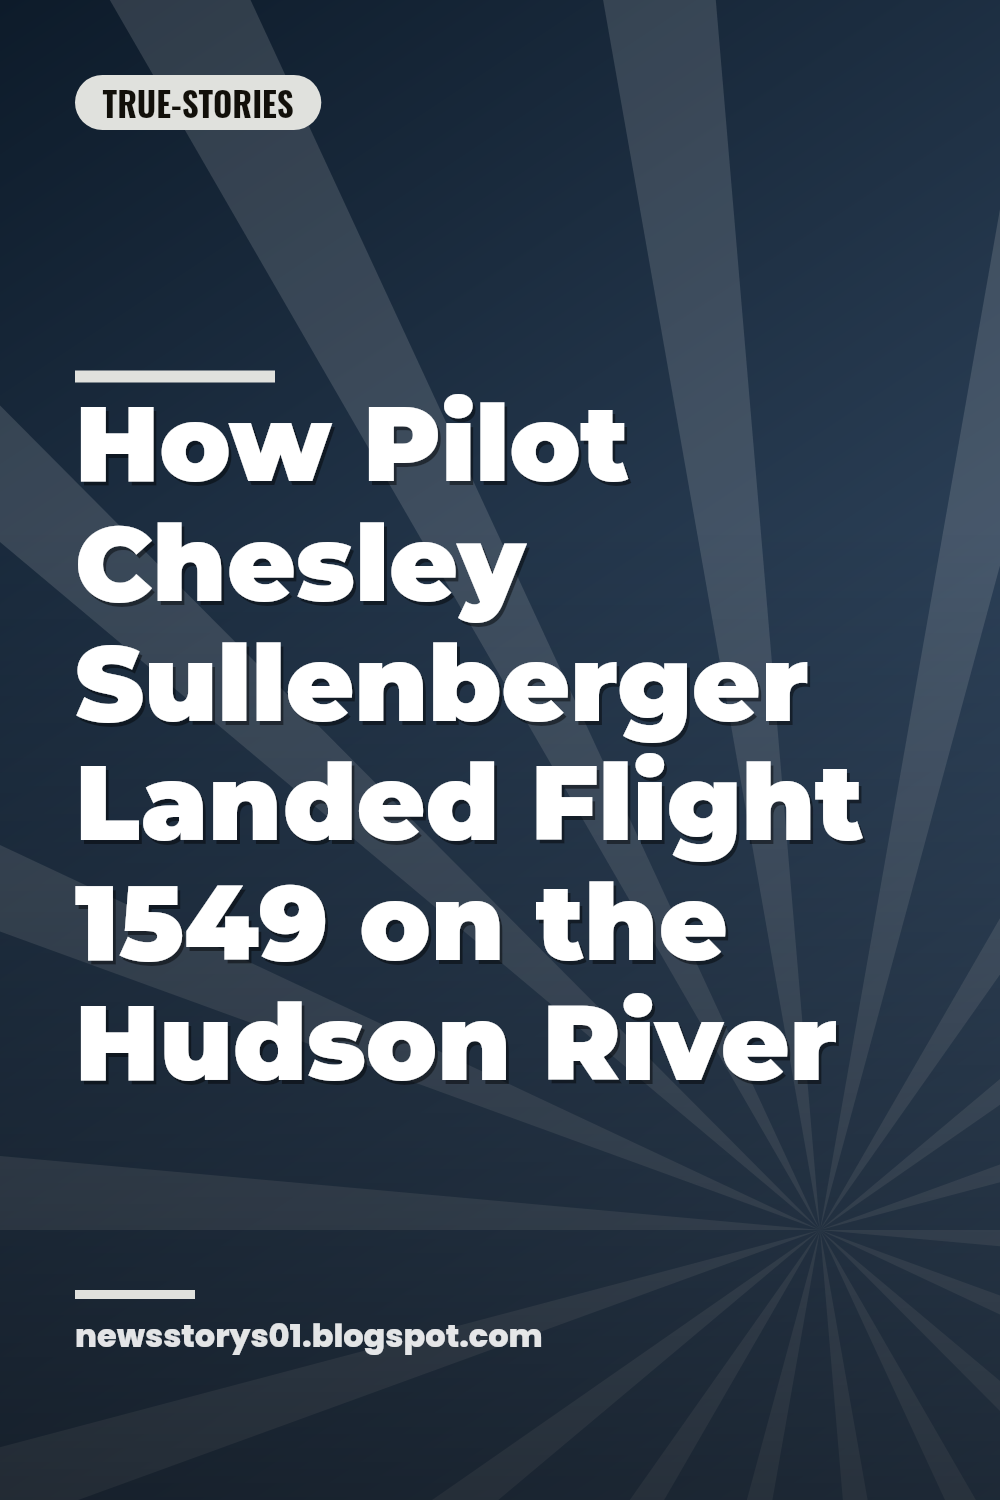 TRUE-STORIES
How Pilot
Chesley
Sullenberger
Landed Flight
1549 on the
Hudson River
newsstorys01.blogspot.com